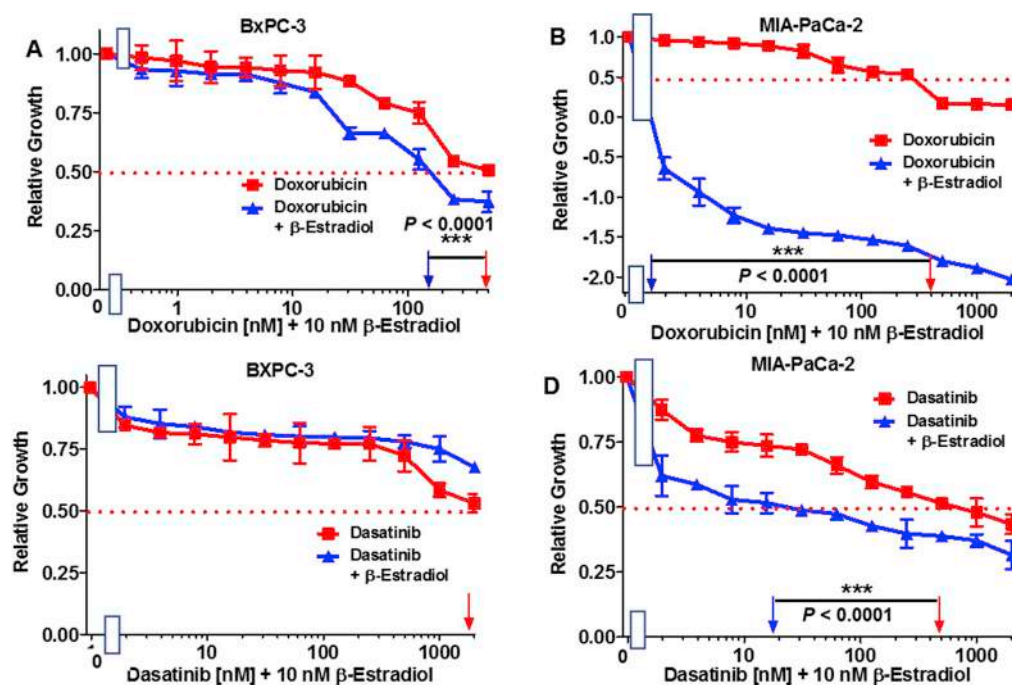 A
BxPC-3
Relative Growth
1.00
0.75
0.50
0.25
0.00
Doxorubicin
Doxorubicin
+ β-Estradiol
P < 0.0001
***
0
1
10
100
Doxorubicin [nM] + 10 nM β-Estradiol
B
MIA-PaCa-2
Relative Growth
1.0
0.5
0.0
-0.5
-1.0
-1.5
-2.0
Doxorubicin
Doxorubicin
+ β-Estradiol
***
P < 0.0001
0
10
100
1000
Doxorubicin [nM] + 10 nM β-Estradiol
BXPC-3
Relative Growth
1.00
0.75
0.50
0.25
0.00
Dasatinib
Dasatinib
+ β-Estradiol
0
10
100
1000
Dasatinib [nM] + 10 nM β-Estradiol
D
MIA-PaCa-2
Relative Growth
1.00
0.75
0.50
0.25
0.00
Dasatinib
Dasatinib
+ β-Estradiol
***
P < 0.0001
0
10
100
1000
Dasatinib [nM] + 10 nM β-Estradiol